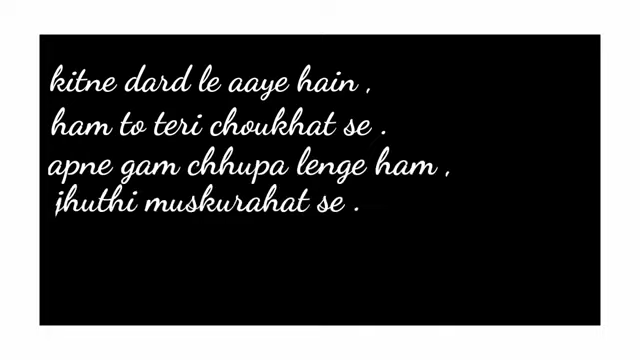 kitne dard le aaye hain ,
ham to teri choukhat se .
apne gam chhupa lenge ham ,
jhuthi muskurahat se .